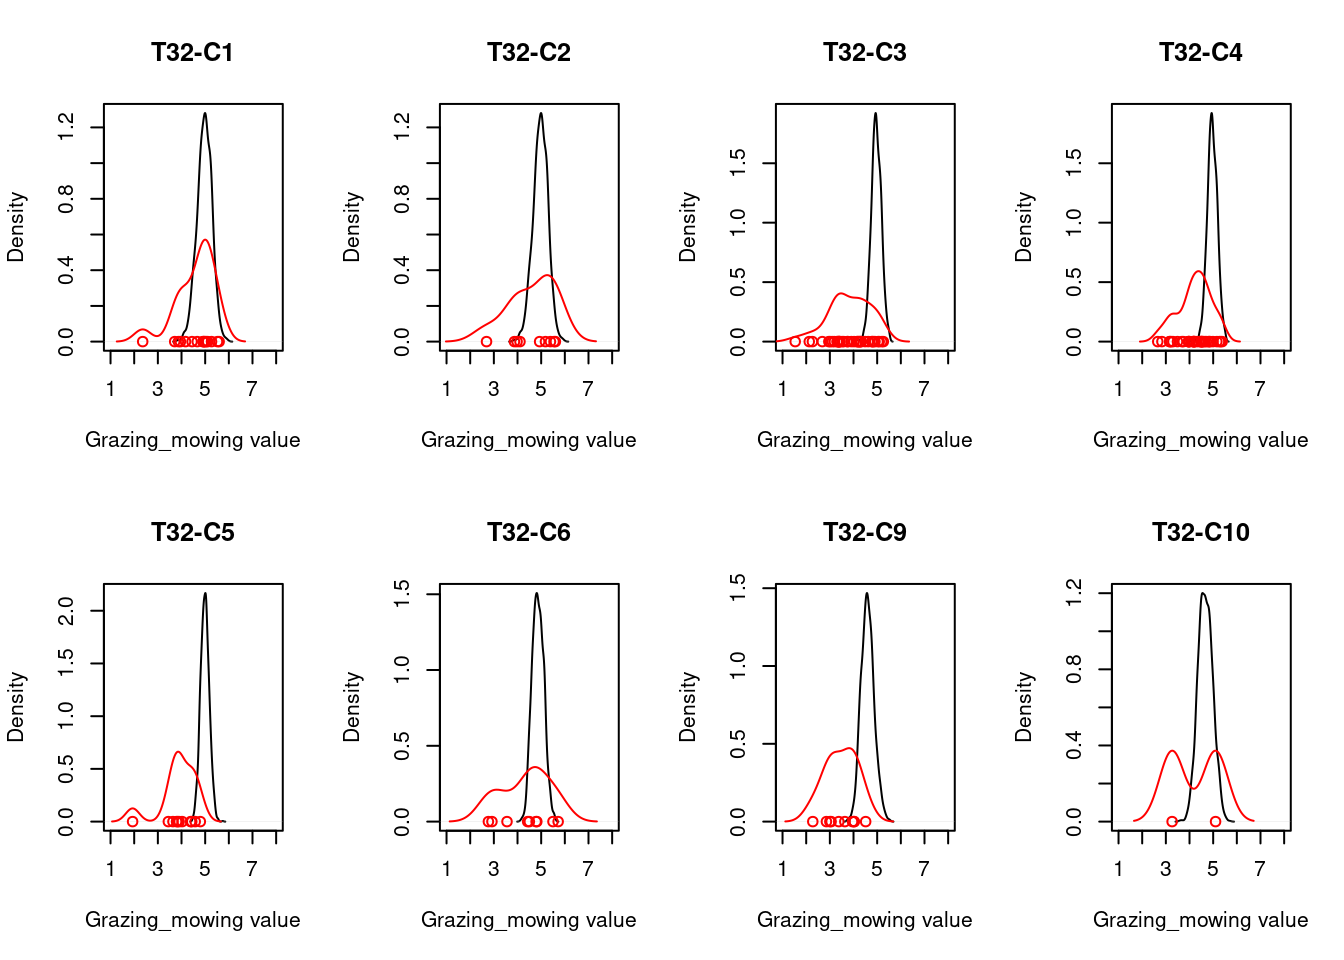 T32-C1
T32-C2
T32-C3
T32-C4
Density
0.0 0.4 0.8 1.2
1 3 5 7
Grazing_mowing value
Density
0.0 0.4 0.8 1.2
1 3 5 7
Grazing_mowing value
Density
0.0 0.5 1.0 1.5
1 3 5 7
Grazing_mowing value
Density
0.0 0.5 1.0 1.5
1 3 5 7
Grazing_mowing value
T32-C5
T32-C6
T32-C9
T32-C10
Density
0.0 0.5 1.0 1.5 2.0
1 3 5 7
Grazing_mowing value
Density
0.0 0.5 1.0 1.5
1 3 5 7
Grazing_mowing value
Density
0.0 0.5 1.0 1.5
1 3 5 7
Grazing_mowing value
Density
0.0 0.4 0.8 1.2
1 3 5 7
Grazing_mowing value